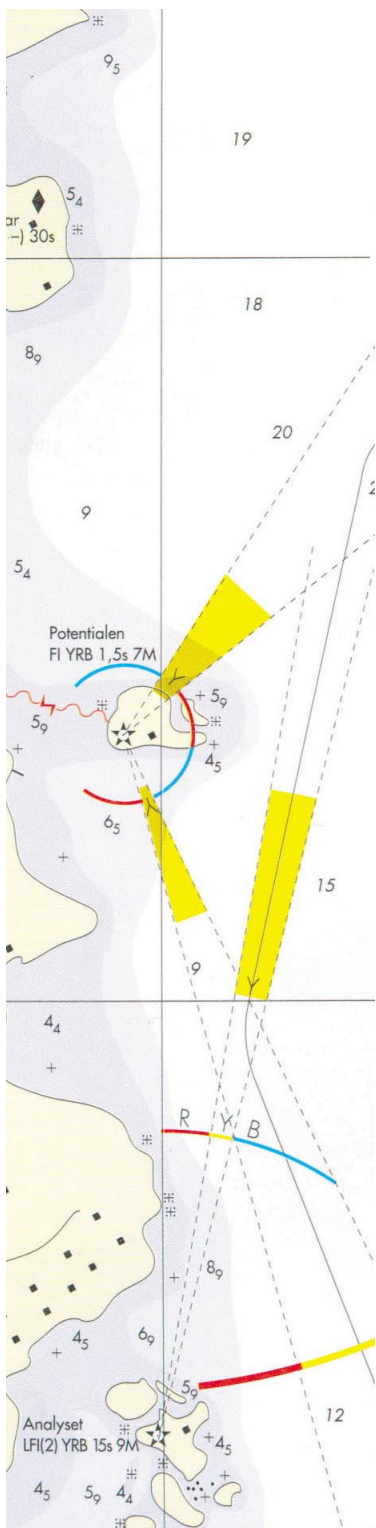 9₅
19
5₄
ar
–) 30s
18
8₉
20
2
9
5₄
Potentialen
Fl YRB 1,5s 7M
Y
5₉
5₉
4₅
6₅
Y
15
9
Y
4₄
R Y B
8₉
4₅
6₉
5₉
12
Analyset
LFl(2) YRB 15s 9M
4₅
4₅
5₉
4₄